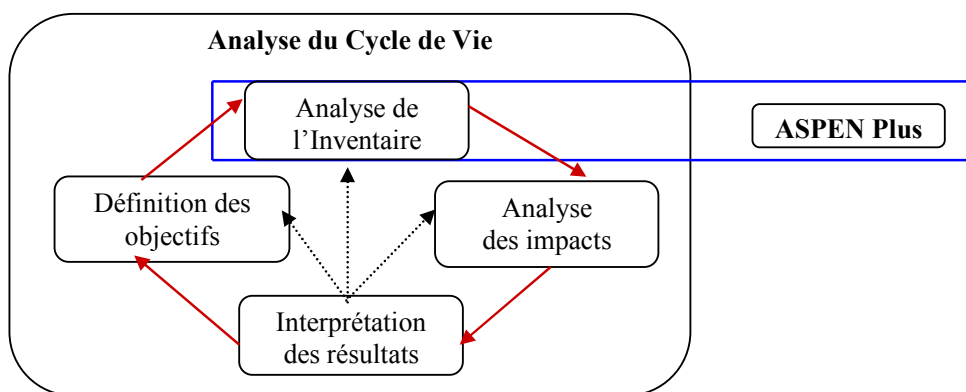 Analyse du Cycle de Vie
Analyse de
l’Inventaire
ASPEN Plus
Définition des
objectifs
Analyse
des impacts
Interprétation
des résultats